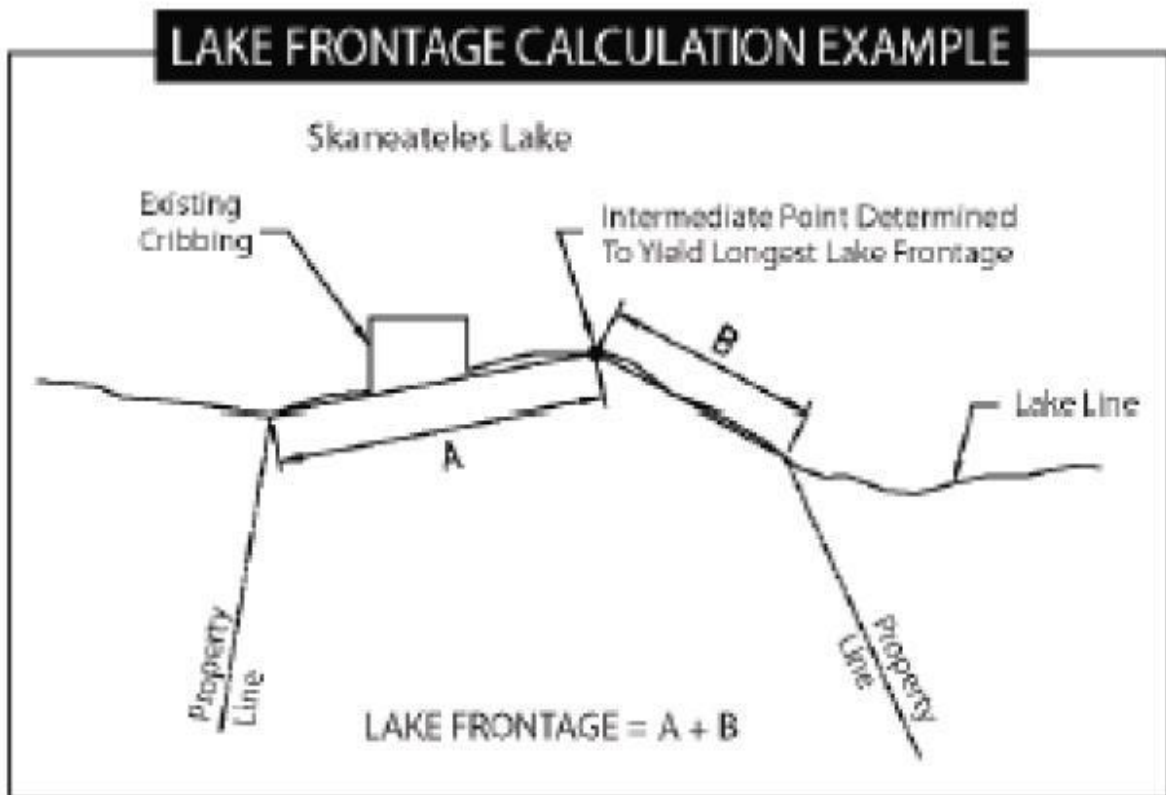 LAKE FRONTAGE CALCULATION EXAMPLE
Skaneateles Lake
Existing
Cribbing
Intermediate Point Determined
To Yield Longest Lake Frontage
B
A
Lake Line
Property
Line
Property
Line
LAKE FRONTAGE = A + B